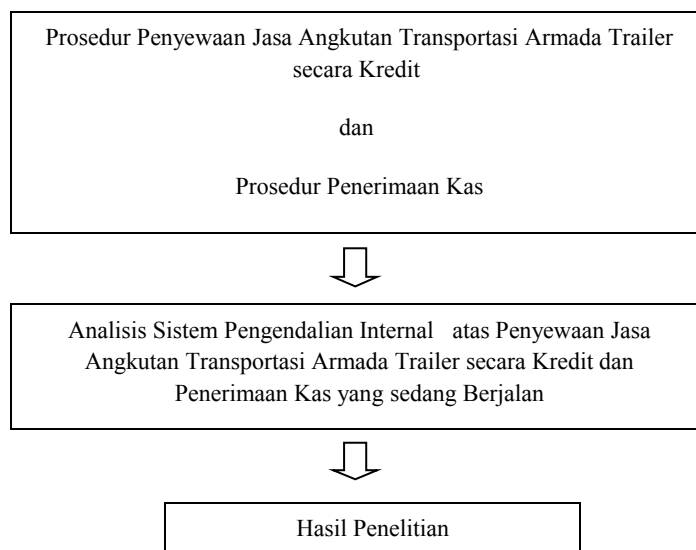 Prosedur Penyewaan Jasa Angkutan Transportasi Armada Trailer
secara Kredit
dan
Prosedur Penerimaan Kas
Analisis Sistem Pengendalian Internal atas Penyewaan Jasa
Angkutan Transportasi Armada Trailer secara Kredit dan
Penerimaan Kas yang sedang Berjalan
Hasil Penelitian